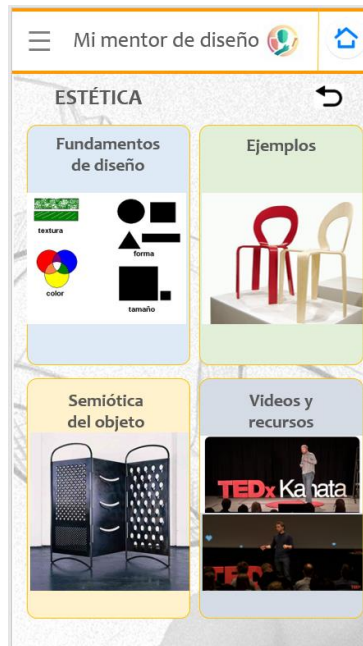 Mi mentor de diseño
ESTÉTICA
Fundamentos
de diseño
textura
forma
color
tamaño
Ejemplos
Semiótica
del objeto
Videos y
recursos
TEDx Kanata
TED